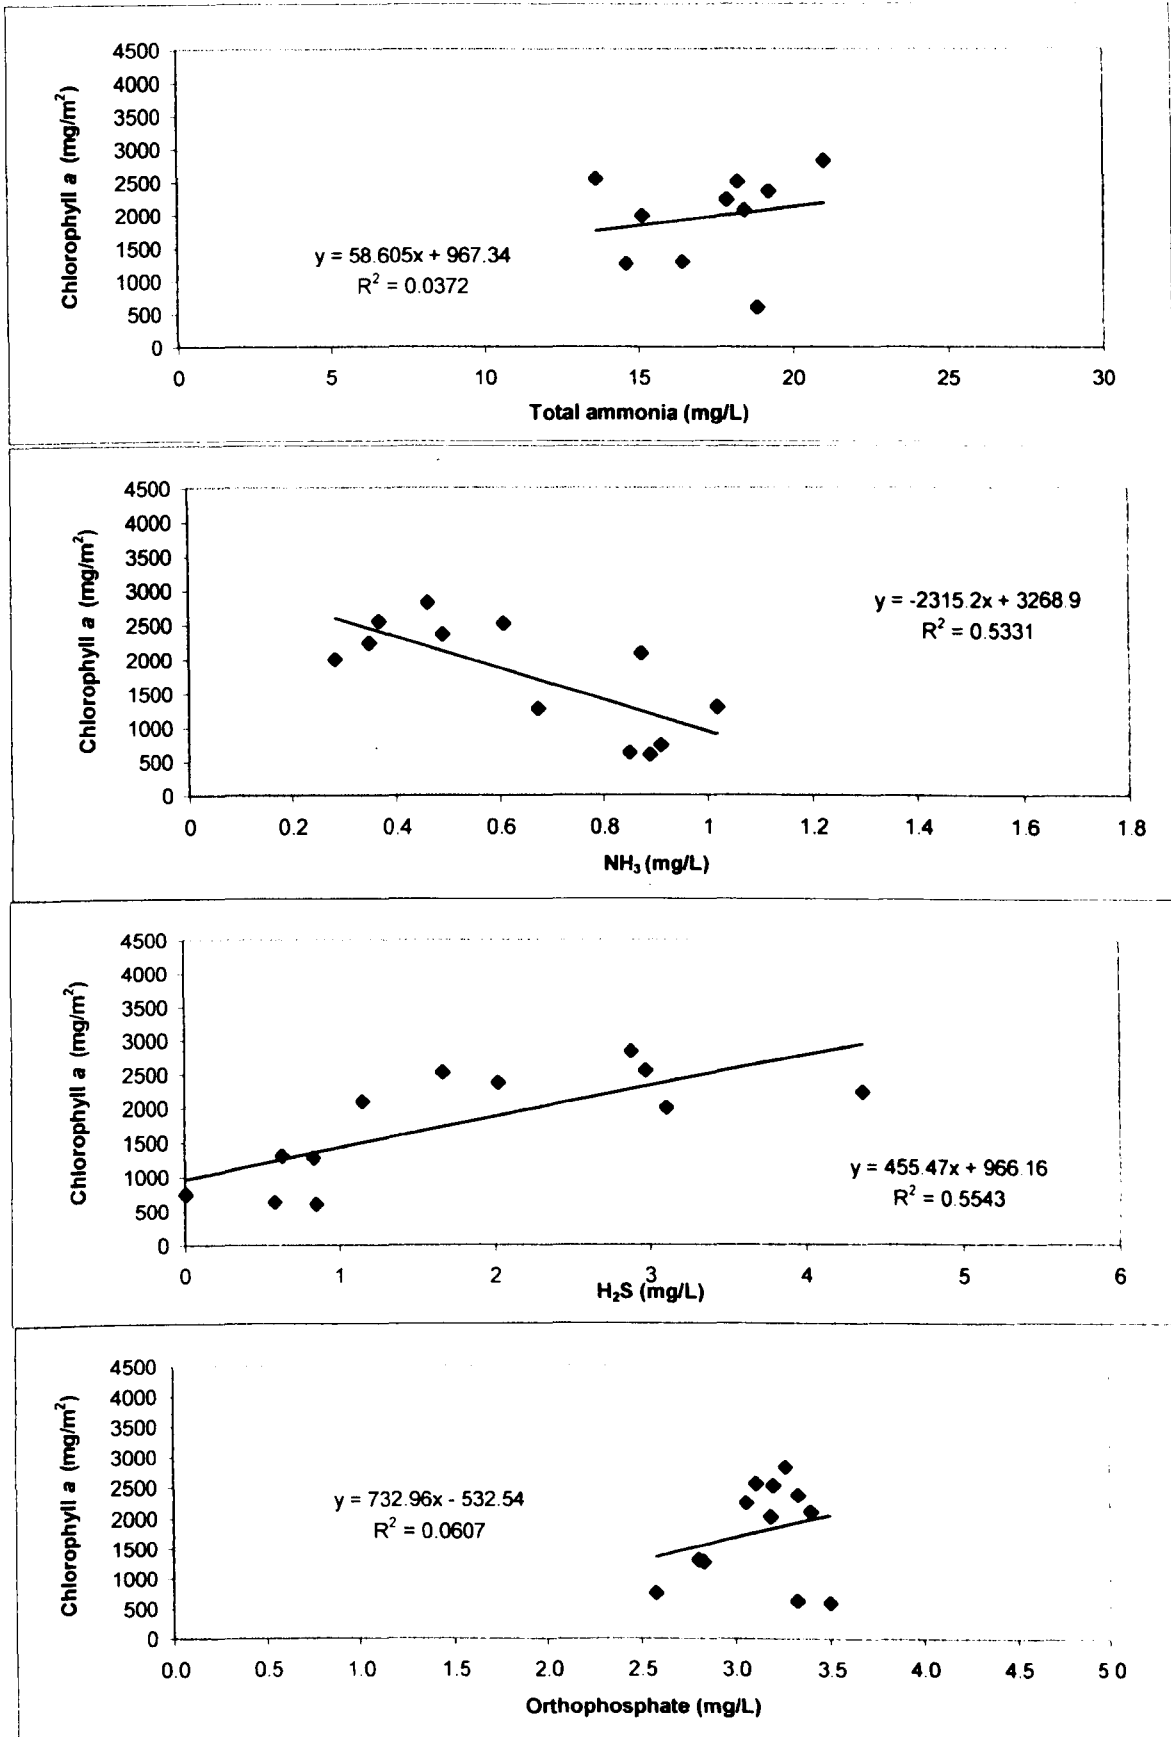 4500
4000
3500
3000
2500
2000
1500
1000
500
0
Chlorophyll a (mg/m²)
y = 58.605x + 967.34
R² = 0.0372
0 5 10 15 20 25 30
Total ammonia (mg/L)
4500
4000
3500
3000
2500
2000
1500
1000
500
0
Chlorophyll a (mg/m²)
y = -2315.2x + 3268.9
R² = 0.5331
0 0.2 0.4 0.6 0.8 1 1.2 1.4 1.6 1.8
NH₃ (mg/L)
4500
4000
3500
3000
2500
2000
1500
1000
500
0
Chlorophyll a (mg/m²)
y = 455.47x + 966.16
R² = 0.5543
0 1 2 3 4 5 6
H₂S (mg/L)
4500
4000
3500
3000
2500
2000
1500
1000
500
0
Chlorophyll a (mg/m²)
y = 732.96x - 532.54
R² = 0.0607
0.0 0.5 1.0 1.5 2.0 2.5 3.0 3.5 4.0 4.5 5.0
Orthophosphate (mg/L)